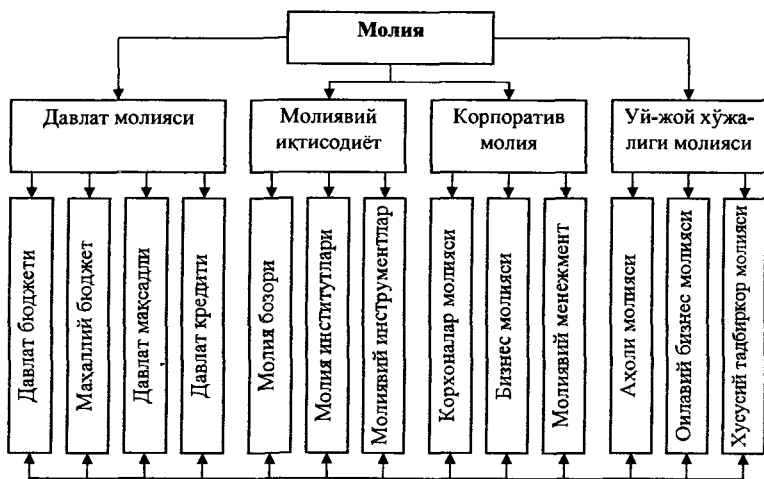 Молия
Давлат молияси
Молиявий
иқтисодиёт
Корпоратив
молия
Уй-жой хўжа-
лиги молияси
Давлат бюджети
Маҳаллий бюджет
Давлат мақсадли
Давлат кредити
Молия бозори
Молия институтлари
Молиявий инструментлар
Корхоналар молияси
Бизнес молияси
Молиявий менежмент
Аҳоли молияси
Оилавий бизнес молияси
Хусусий тадбиркор молияси